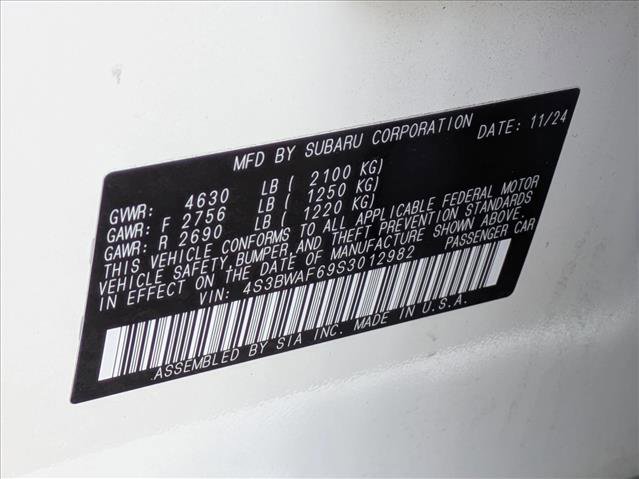 MFD BY SUBARU CORPORATION DATE: 11/24
GVWR: 4630 LB ( 2100 KG)
GAWR: F 2756 LB ( 1250 KG)
GAWR: R 2690 LB ( 1220 KG)
THIS VEHICLE CONFORMS TO ALL APPLICABLE FEDERAL MOTOR
VEHICLE SAFETY, BUMPER, AND THEFT PREVENTION STANDARDS
IN EFFECT ON THE DATE OF MANUFACTURE SHOWN ABOVE.
VIN: 4S3BWAF69S3012982 PASSENGER CAR
ASSEMBLED BY SIA INC. MADE IN U.S.A.